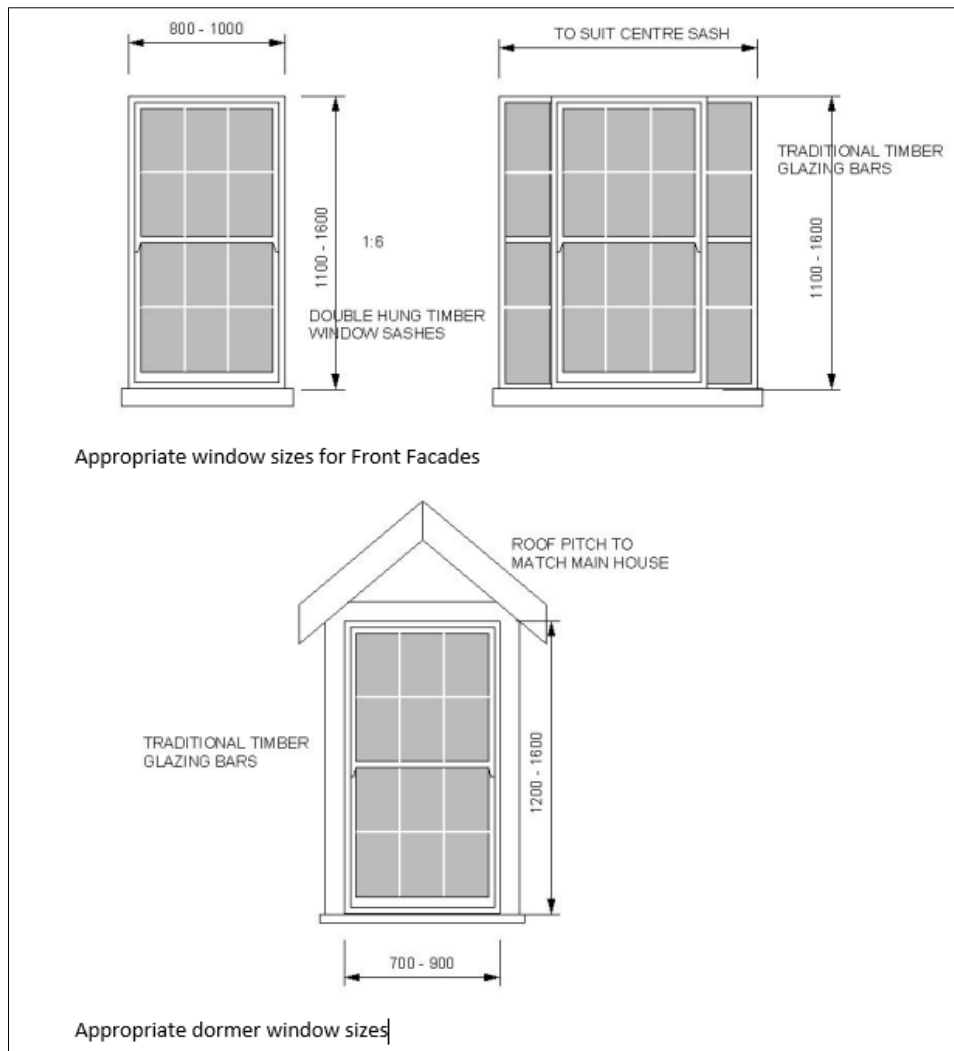 800 - 1000
TO SUIT CENTRE SASH
TRADITIONAL TIMBER
GLAZING BARS
1100 - 1600
1:6
1100 - 1600
DOUBLE HUNG TIMBER
WINDOW SASHES
Appropriate window sizes for Front Facades
ROOF PITCH TO
MATCH MAIN HOUSE
TRADITIONAL TIMBER
GLAZING BARS
1200 - 1600
700 - 900
Appropriate dormer window sizes